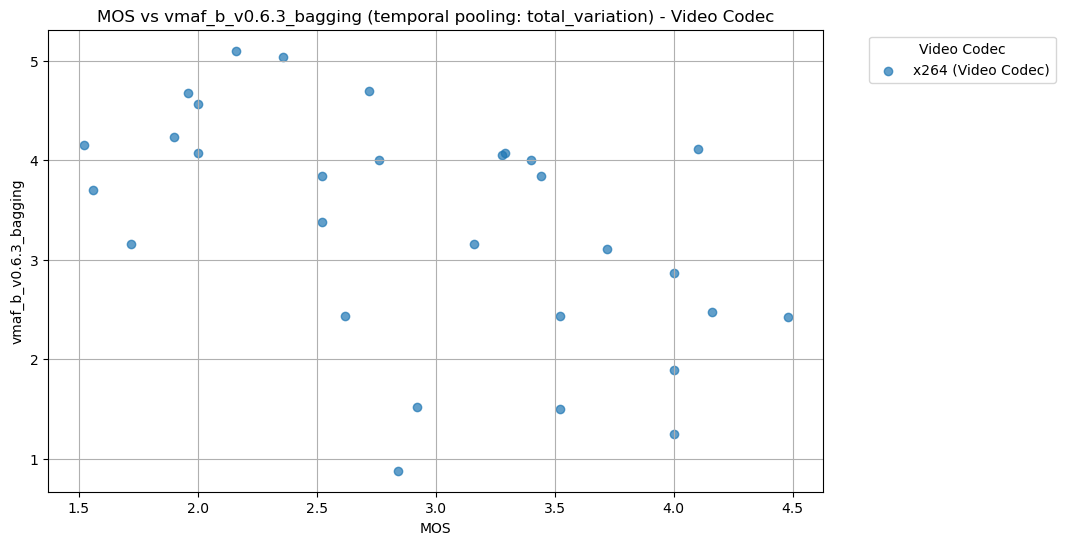 MOS vs vmaf_b_v0.6.3_bagging (temporal pooling: total_variation) - Video Codec
Video Codec
x264 (Video Codec)
vmaf_b_v0.6.3_bagging
5
4
3
2
1
1.5 2.0 2.5 3.0 3.5 4.0 4.5
MOS